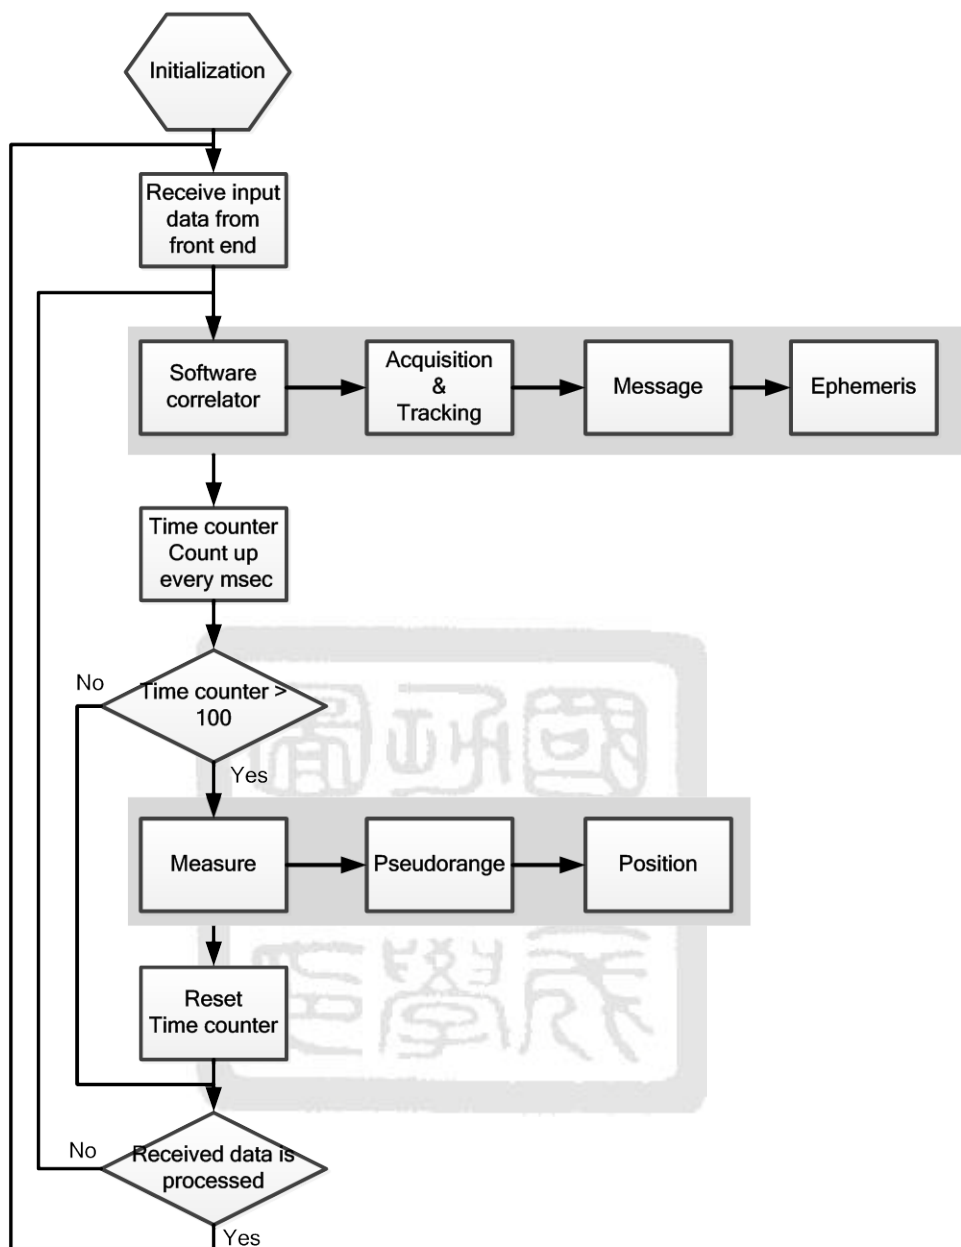 Initialization
Receive input
data from
front end
Software
correlator
Acquisition
&
Tracking
Message
Ephemeris
Time counter
Count up
every msec
No
Time counter >
100
Yes
Measure
Pseudorange
Position
Reset
Time counter
No
Received data is
processed
Yes